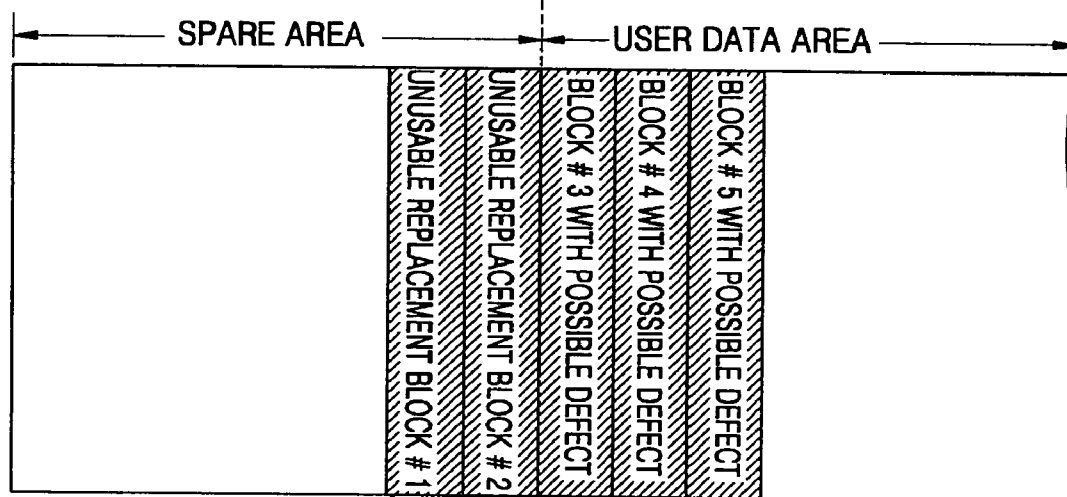 SPARE AREA
USER DATA AREA
UNUSABLE REPLACEMENT BLOCK # 1
UNUSABLE REPLACEMENT BLOCK # 2
BLOCK # 3 WITH POSSIBLE DEFECT
BLOCK # 4 WITH POSSIBLE DEFECT
BLOCK # 5 WITH POSSIBLE DEFECT